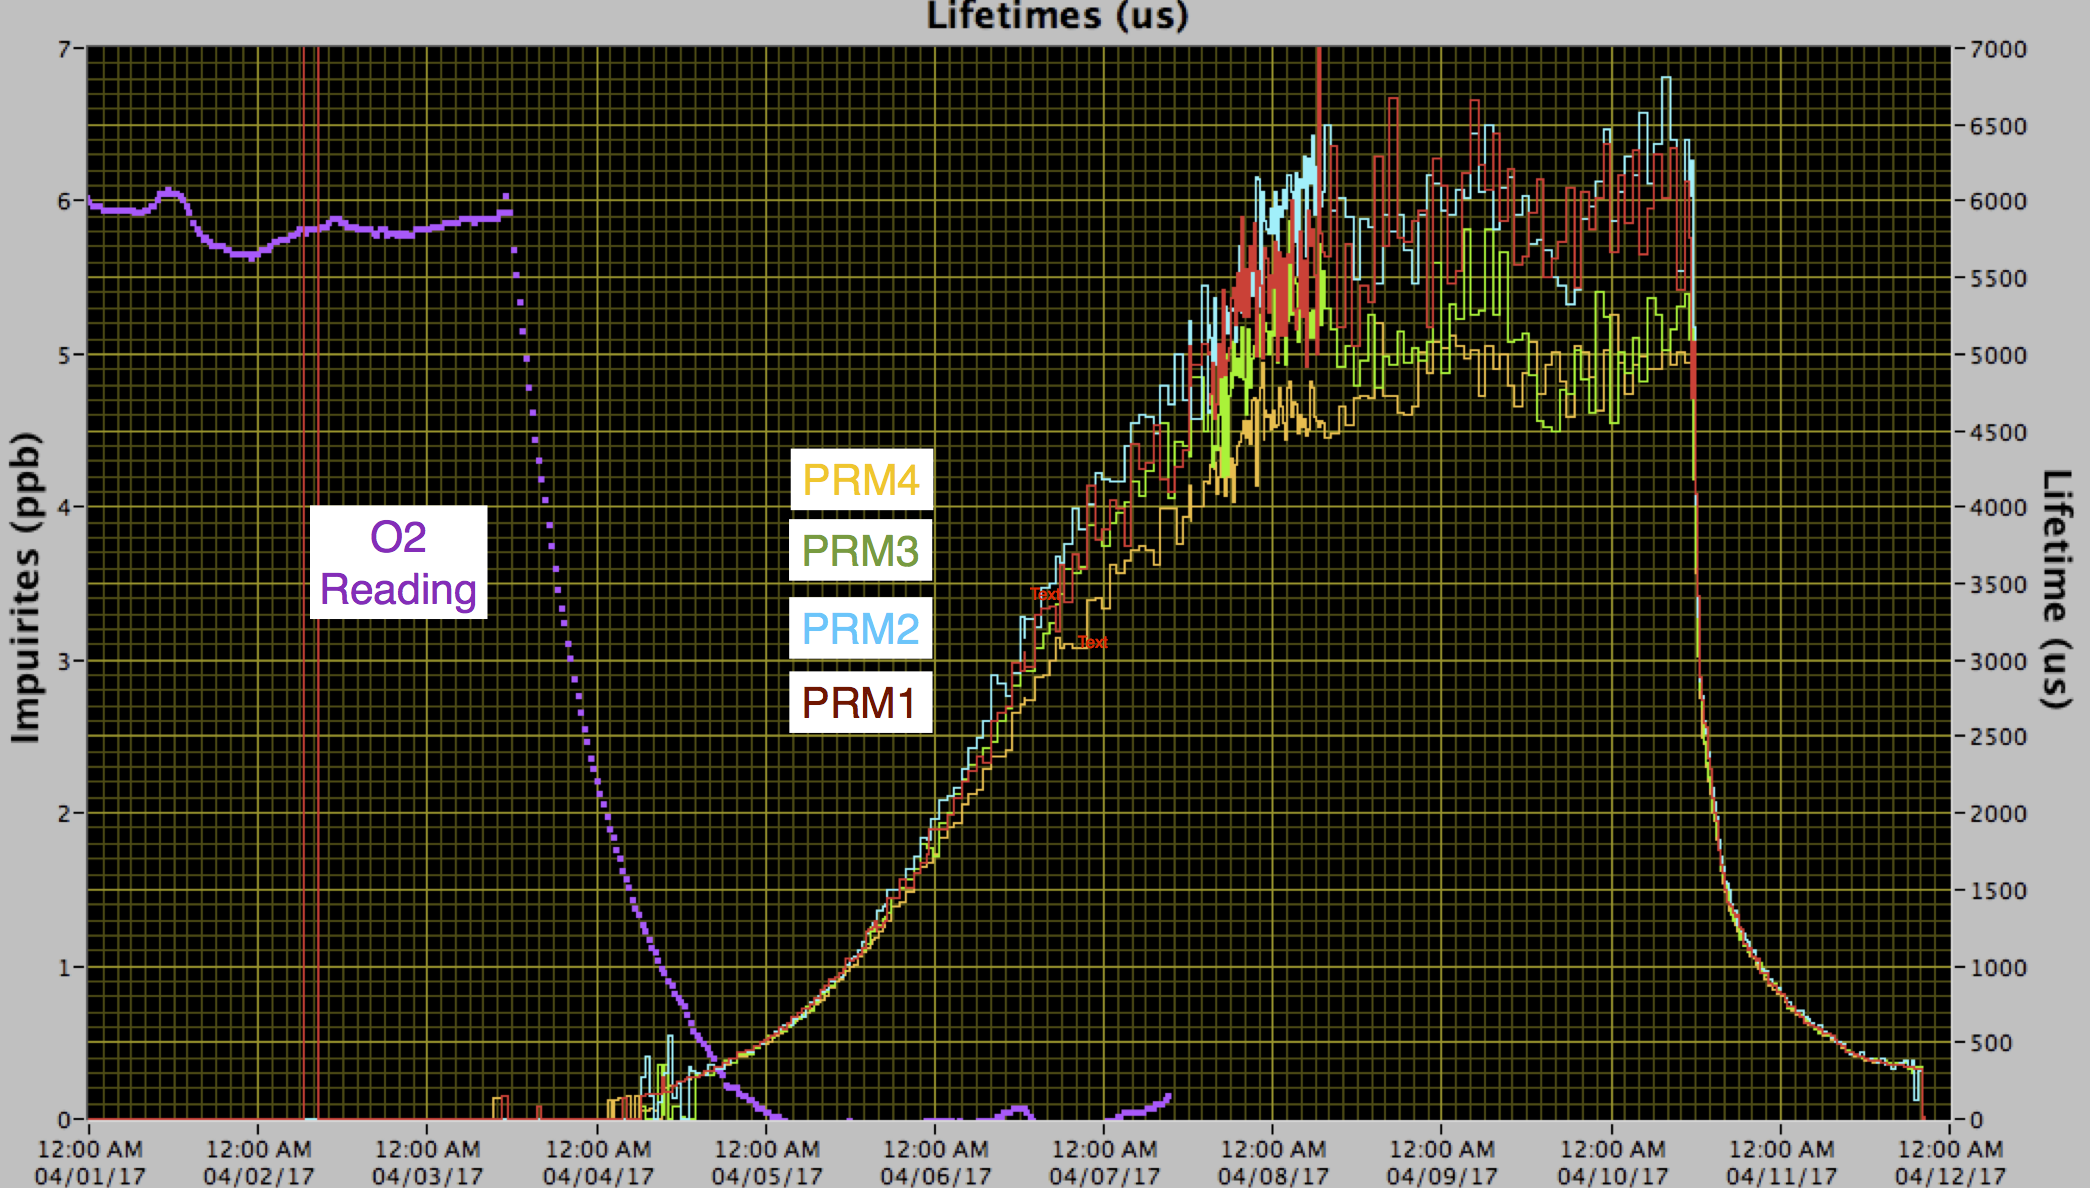 Lifetimes (us)
7
6
5
4
3
2
1
0
Impuirites (ppb)
7000
6500
6000
5500
5000
4500
4000
3500
3000
2500
2000
1500
1000
500
0
Lifetime (us)
O2
Reading
PRM4
PRM3
PRM2
PRM1
Text
Text
12:00 AM 12:00 AM 12:00 AM 12:00 AM 12:00 AM 12:00 AM 12:00 AM 12:00 AM 12:00 AM 12:00 AM 12:00 AM 12:00 AM
04/01/17 04/02/17 04/03/17 04/04/17 04/05/17 04/06/17 04/07/17 04/08/17 04/09/17 04/10/17 04/11/17 04/12/17